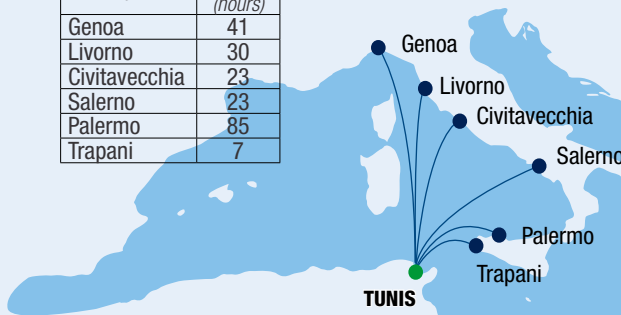 (hours)
Genoa 41
Livorno 30
Civitavecchia 23
Salerno 23
Palermo 85
Trapani 7
Genoa
Livorno
Civitavecchia
Salerno
Palermo
Trapani
TUNIS